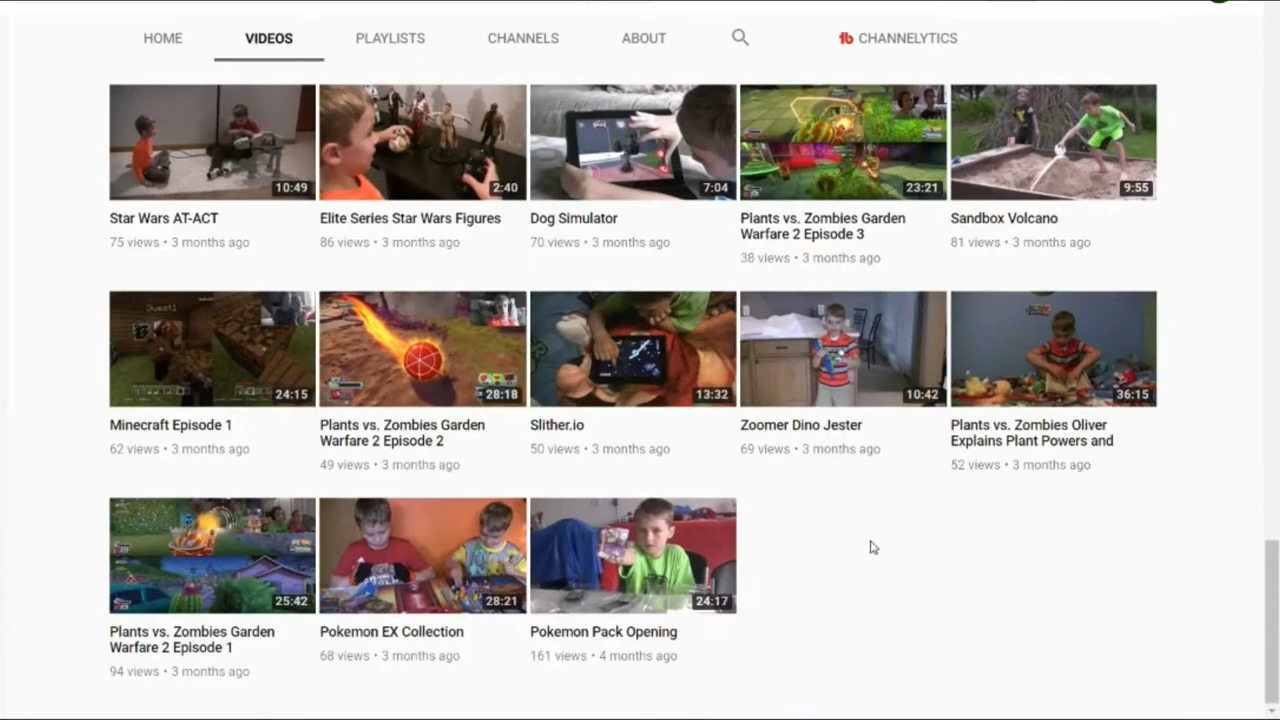 HOME VIDEOS PLAYLISTS CHANNELS ABOUT CHANNELYTICS
10:49 2:40 7:04 23:21 9:55
Star Wars AT-ACT
75 views • 3 months ago
Elite Series Star Wars Figures
86 views • 3 months ago
Dog Simulator
70 views • 3 months ago
Plants vs. Zombies Garden
Warfare 2 Episode 3
38 views • 3 months ago
Sandbox Volcano
81 views • 3 months ago
Guest1
24:15 28:18 13:32 10:42 36:15
Minecraft Episode 1
62 views • 3 months ago
Plants vs. Zombies Garden
Warfare 2 Episode 2
49 views • 3 months ago
Slither.io
50 views • 3 months ago
Zoomer Dino Jester
69 views • 3 months ago
Plants vs. Zombies Oliver
Explains Plant Powers and
52 views • 3 months ago
25:42 28:21 24:17
Plants vs. Zombies Garden
Warfare 2 Episode 1
94 views • 3 months ago
Pokemon EX Collection
68 views • 3 months ago
Pokemon Pack Opening
161 views • 4 months ago